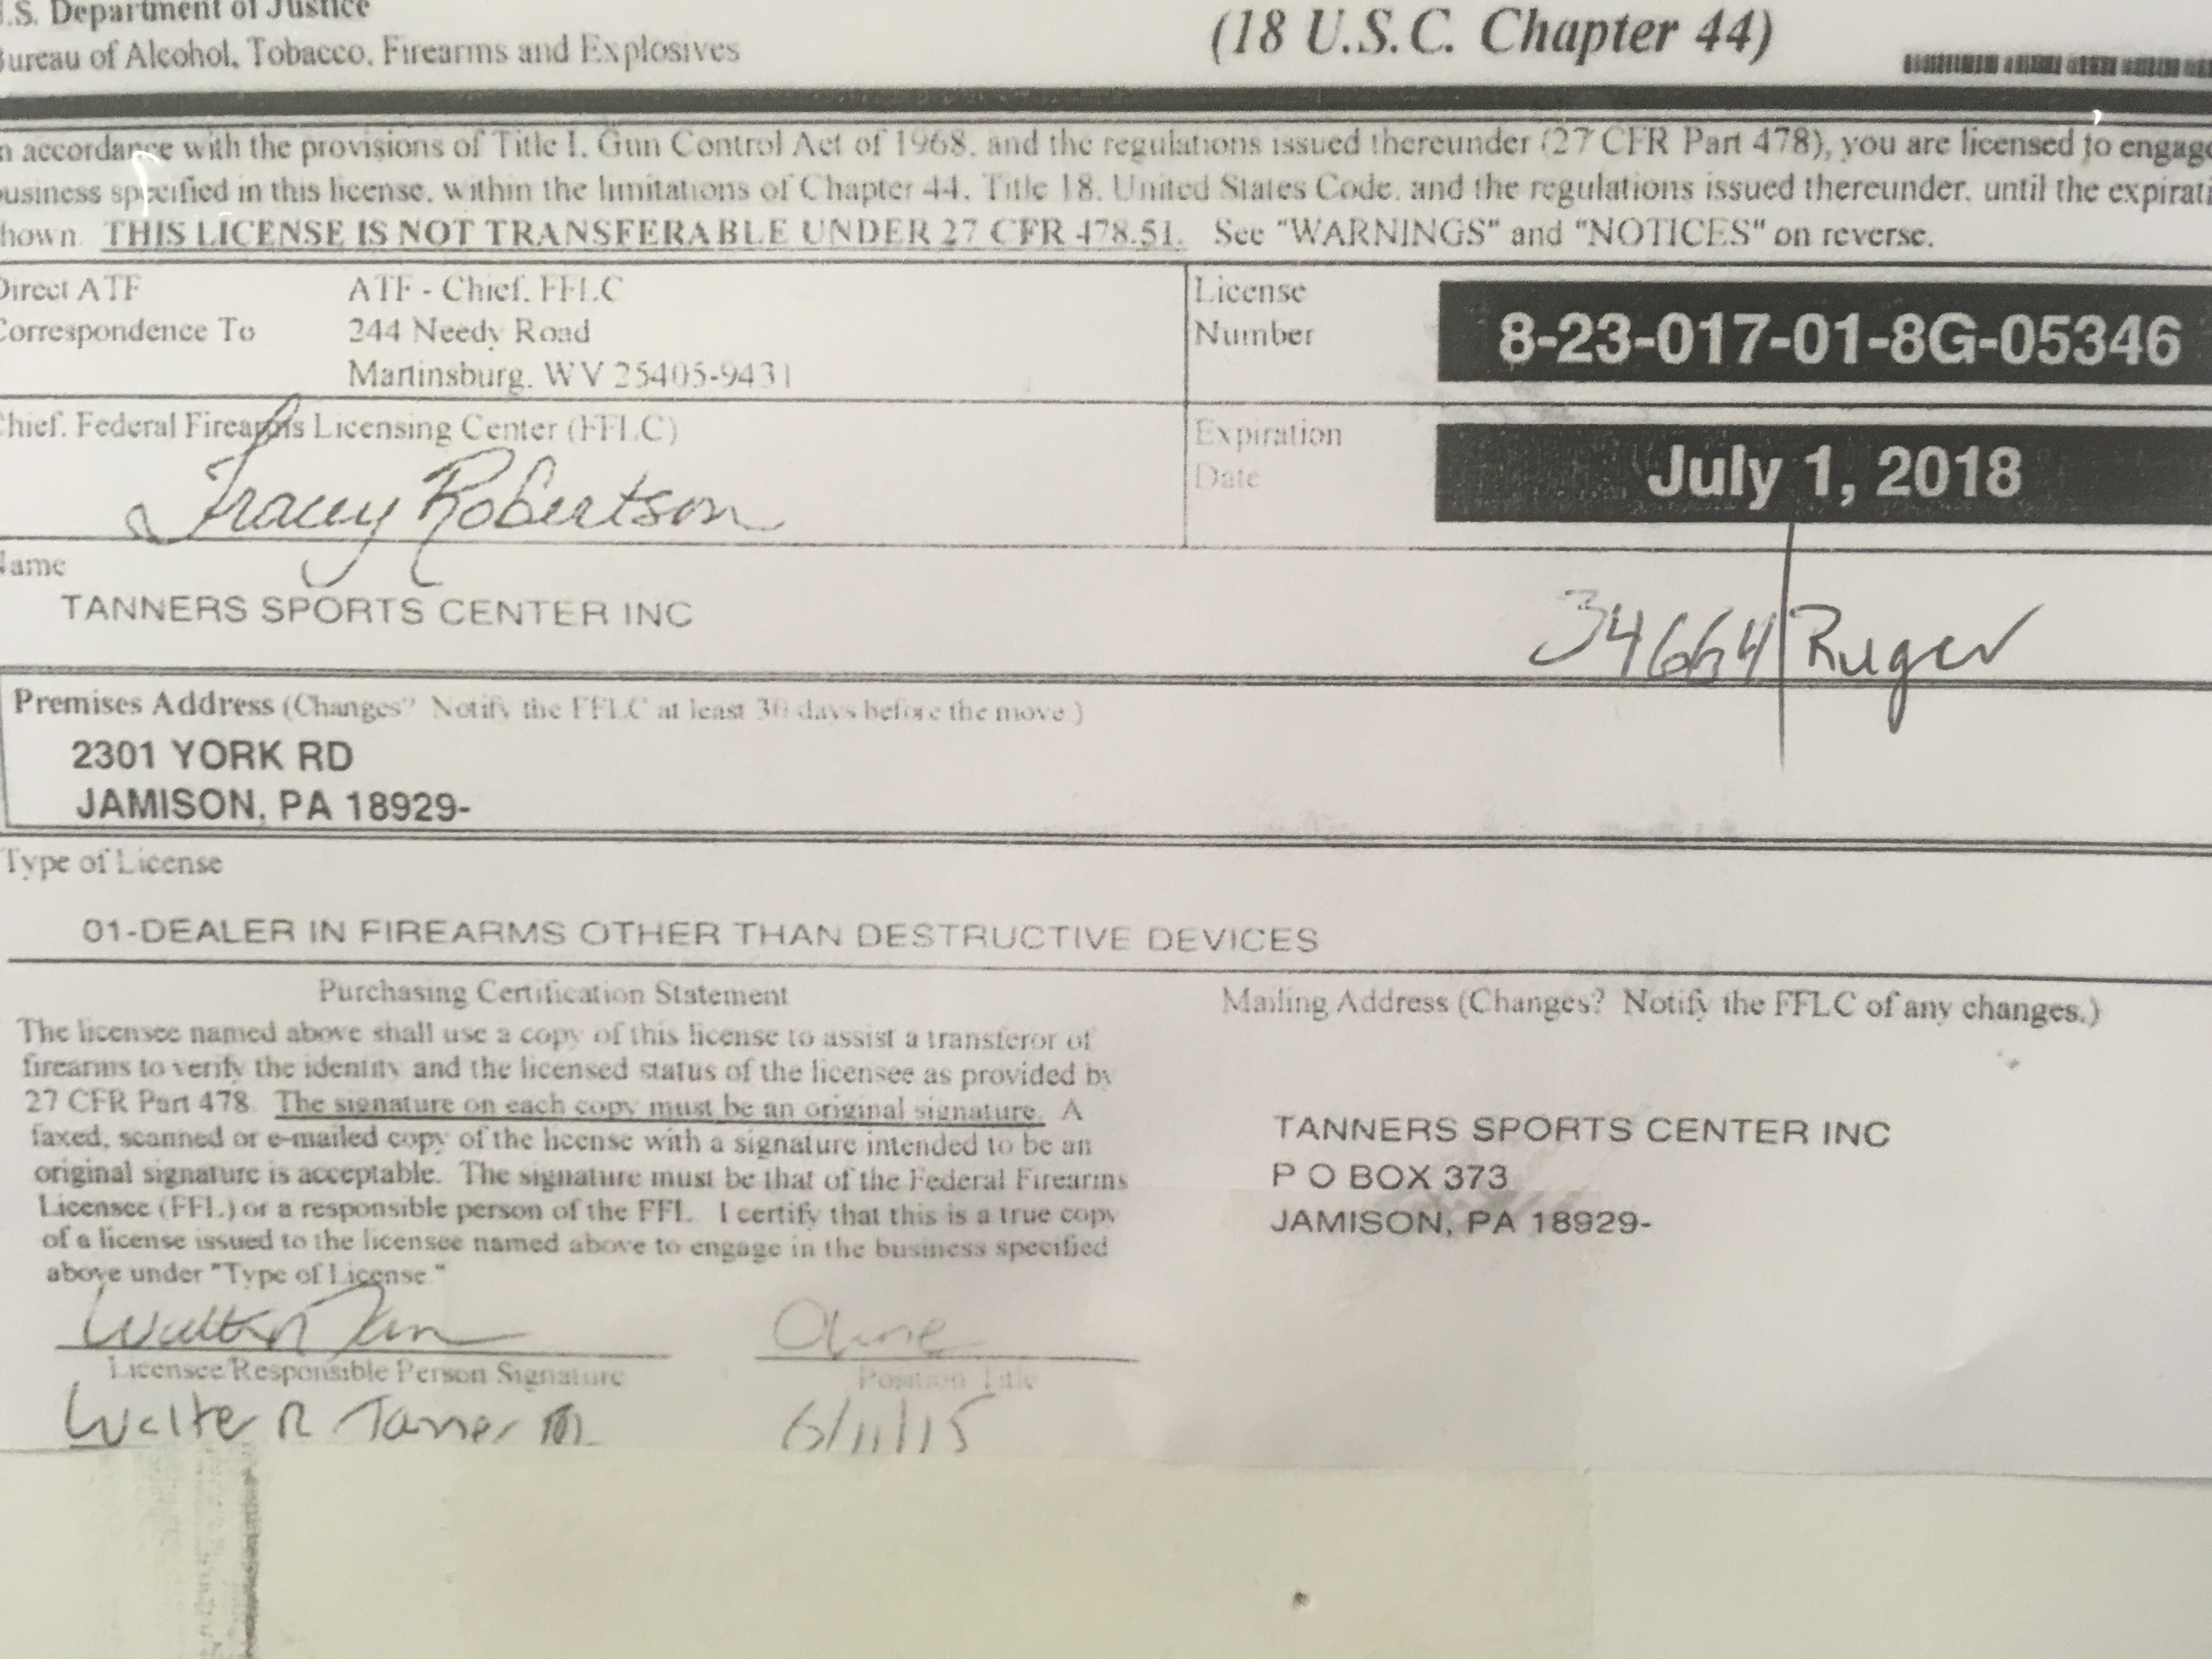 .S. Department of Justice
Bureau of Alcohol, Tobacco, Firearms and Explosives
(18 U.S.C. Chapter 44)
n accordance with the provisions of Title I, Gun Control Act of 1968, and the regulations issued thereunder (27 CFR Part 478), you are licensed to engage
business specified in this license, within the limitations of Chapter 44, Title 18, United States Code, and the regulations issued thereunder, until the expirati
hown. THIS LICENSE IS NOT TRANSFERABLE UNDER 27 CFR 478.51. See "WARNINGS" and "NOTICES" on reverse.
Direct ATF
Correspondence To
ATF - Chief, FFLC
244 Needy Road
Martinsburg, WV 25405-9431
License
Number
8-23-017-01-8G-05346
Chief, Federal Firearms Licensing Center (FFLC)
Tracey Robertson
Expiration
Date
July 1, 2018
Name
TANNERS SPORTS CENTER INC
34664 Ruger
Premises Address (Changes? Notify the FFLC at least 30 days before the move.)
2301 YORK RD
JAMISON, PA 18929-
Type of License
01-DEALER IN FIREARMS OTHER THAN DESTRUCTIVE DEVICES
Purchasing Certification Statement
The licensee named above shall use a copy of this license to assist a transferor of
firearms to verify the identity and the licensed status of the licensee as provided by
27 CFR Part 478. The signature on each copy must be an original signature. A
faxed, scanned or e-mailed copy of the license with a signature intended to be an
original signature is acceptable. The signature must be that of the Federal Firearms
Licensee (FFL) or a responsible person of the FFL. I certify that this is a true copy
of a license issued to the licensee named above to engage in the business specified
above under "Type of License."
Mailing Address (Changes? Notify the FFLC of any changes.)
TANNERS SPORTS CENTER INC
P O BOX 373
JAMISON, PA 18929-
Licensee/Responsible Person Signature
Position Title
Walter R Tanner III
6/11/15